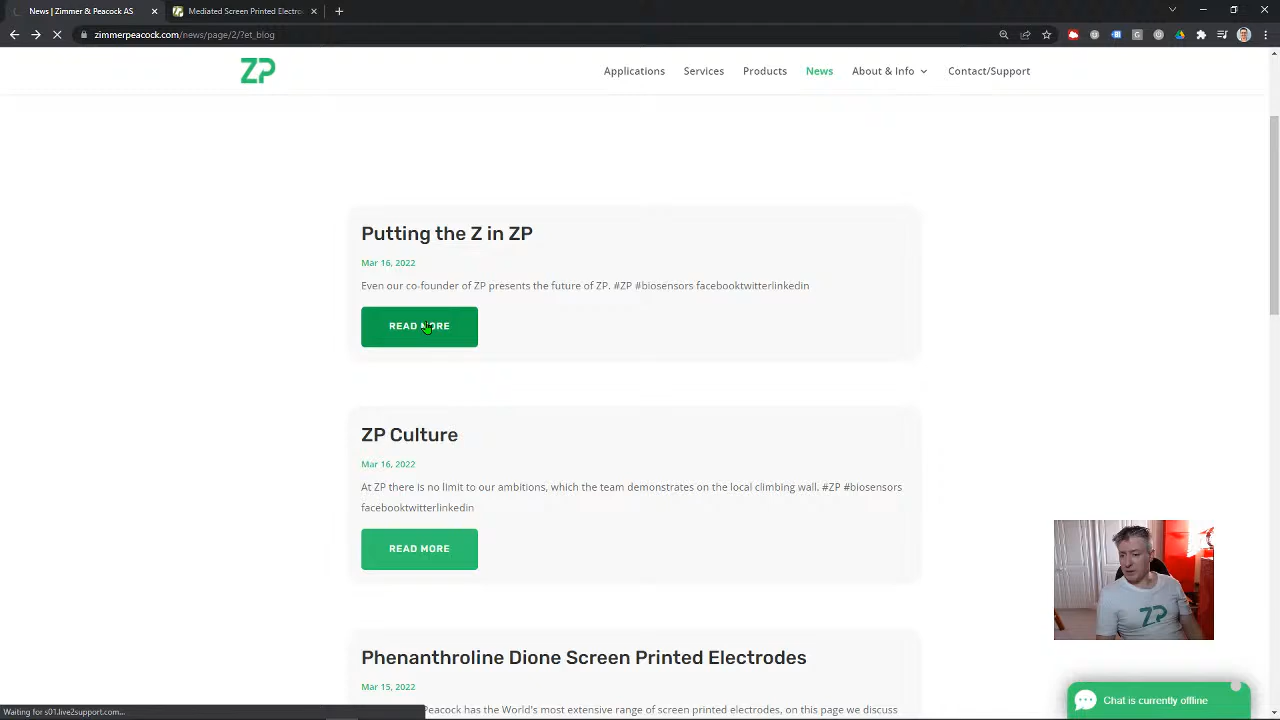 News | Zimmer & Peacock AS
Mediated Screen Printed Electro
zimmerpeacock.com/news/page/2/?et_blog
ZP
Applications
Services
Products
News
About & Info
Contact/Support
Putting the Z in ZP
Mar 16, 2022
Even our co-founder of ZP presents the future of ZP. #ZP #biosensors facebooktwitterlinkedin
READ MORE
ZP Culture
Mar 16, 2022
At ZP there is no limit to our ambitions, which the team demonstrates on the local climbing wall. #ZP #biosensors
facebooktwitterlinkedin
READ MORE
ZP
Phenanthroline Dione Screen Printed Electrodes
Mar 15, 2022
the World's most extensive range of screen printed electrodes, on this page we discuss
Chat is currently offline
Waiting for s01.live2support.com...